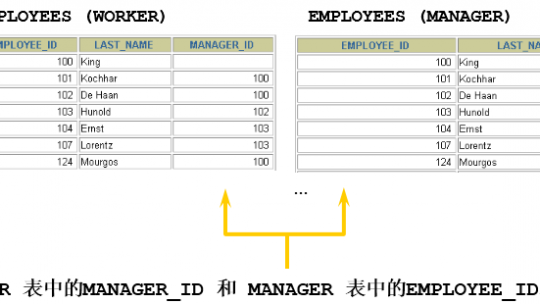 PLOYEES (WORKER) EMPLOYEES (MANAGER)
MPLOYEE_ID LAST_NAME MANAGER_ID EMPLOYEE_ID LAST_NA
100 King 100 King
101 Kochhar 100 101 Kochhar
102 De Haan 100 102 De Haan
103 Hunold 102 103 Hunold
104 Ernst 103 104 Ernst
107 Lorentz 103 107 Lorentz
124 Mourgos 100 124 Mourgos
...
R 表中的MANAGER_ID 和 MANAGER 表中的EMPLOYEE_ID